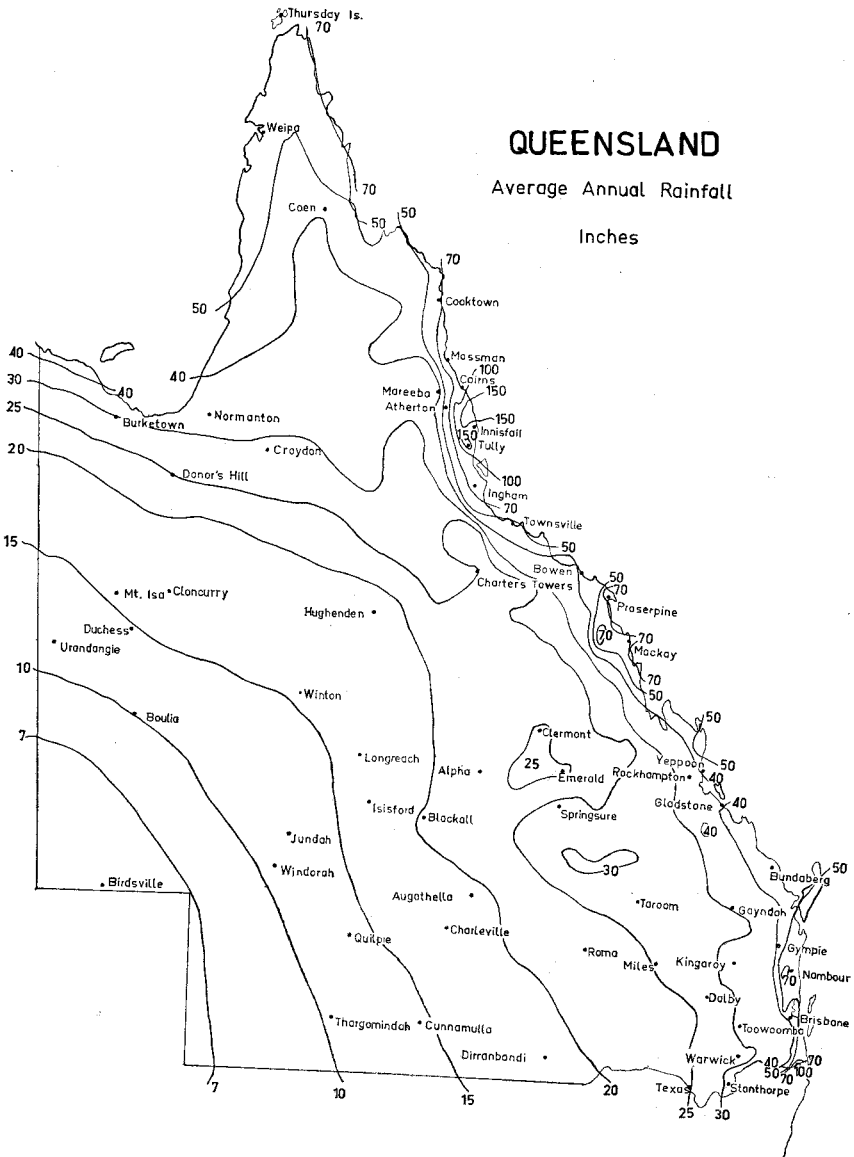 Thursday Is.
70
QUEENSLAND
Average Annual Rainfall
Inches
Weipa
70
Coen
50
50
70
50
Cooktown
40
Mossman
100
Cairns
40
150
30
40
Mareeba
Atherton
25
Normanton
150
Burketown
Innisfail
150
Tully
20
Croydon
Donor's Hill
100
Ingham
70
Townsville
15
50
Bowen
50
Charters Towers
70
Mt. Isa
Cloncurry
Proserpine
Hughenden
Duchess
70
70
Urandangie
Mackay
10
70
Winton
50
Boulia
50
7
Clermont
Longreach
25
Yeppoon
50
Alpha
Emerald
Rockhampton
40
Isisford
Springsure
Gladstone
40
Blackall
40
Jundah
Windorah
30
50
Bundaberg
Birdsville
Augathella
Taroom
Gayndah
Charleville
Quilpie
Roma
Gympie
Miles
Kingaroy
70
Nambour
Dalby
Thargomindah
Cunnamulla
Brisbane
Toowoomba
Dirranbandi
Warwick
40
70
50
70
100
Texas
Stanthorpe
7
10
15
20
25
30